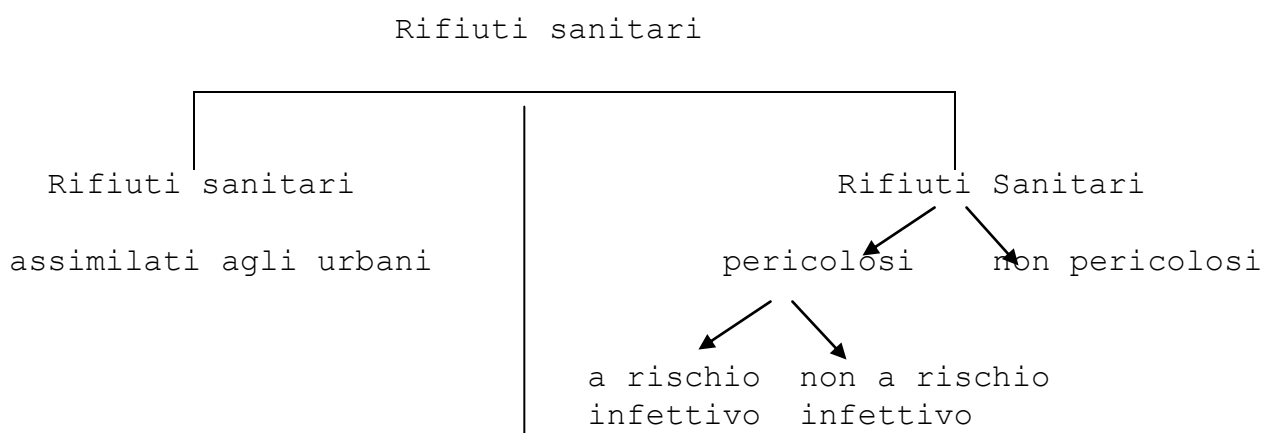 Rifiuti sanitari
Rifiuti sanitari Rifiuti Sanitari
assimilati agli urbani pericolosi non pericolosi
a rischio non a rischio
infettivo infettivo